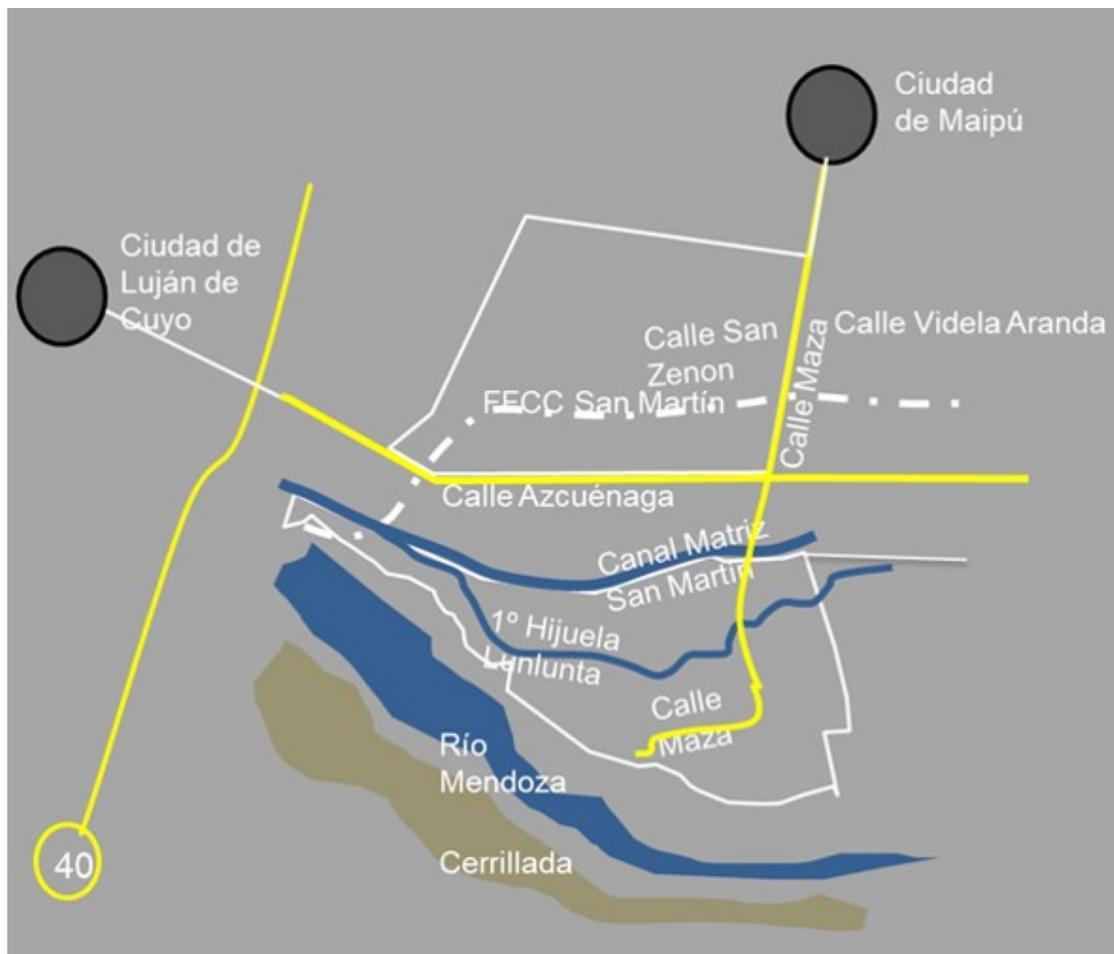 Ciudad
de Maipú
Ciudad de
Luján de
Cuyo
Calle San
Zenon
Calle Videla Aranda
Calle Maza
FFCC San Martín
Calle Azcuénaga
Canal Matriz
San Martín
1º Hijuela
Lunlunta
Calle
Maza
Río
Mendoza
Cerrillada
40